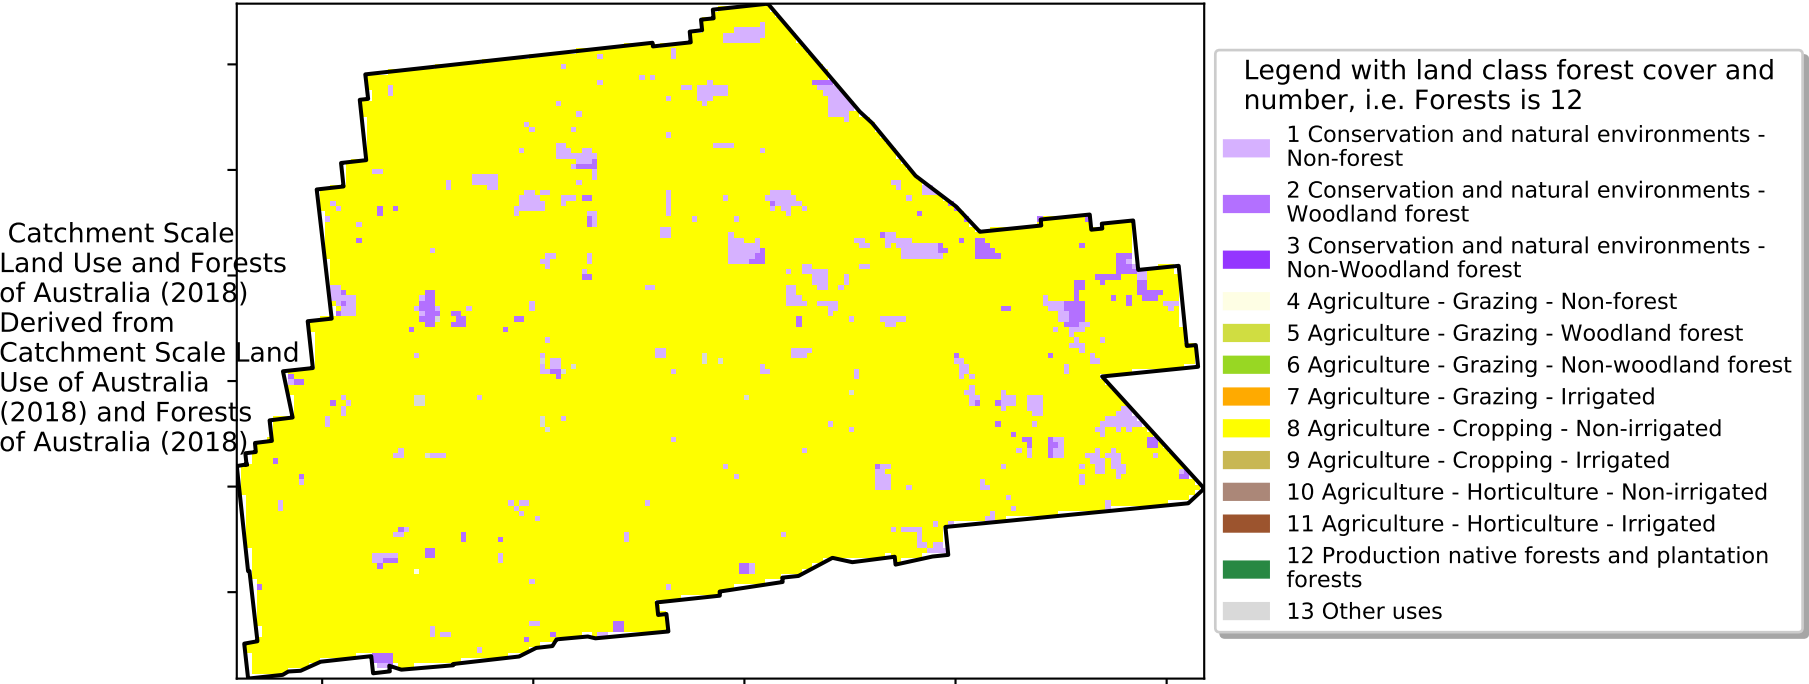 Catchment Scale
Land Use and Forests
of Australia (2018)
Derived from
Catchment Scale Land
Use of Australia
(2018) and Forests
of Australia (2018)
Legend with land class forest cover and
number, i.e. Forests is 12
1 Conservation and natural environments -
Non-forest
2 Conservation and natural environments -
Woodland forest
3 Conservation and natural environments -
Non-Woodland forest
4 Agriculture - Grazing - Non-forest
5 Agriculture - Grazing - Woodland forest
6 Agriculture - Grazing - Non-woodland forest
7 Agriculture - Grazing - Irrigated
8 Agriculture - Cropping - Non-irrigated
9 Agriculture - Cropping - Irrigated
10 Agriculture - Horticulture - Non-irrigated
11 Agriculture - Horticulture - Irrigated
12 Production native forests and plantation
forests
13 Other uses